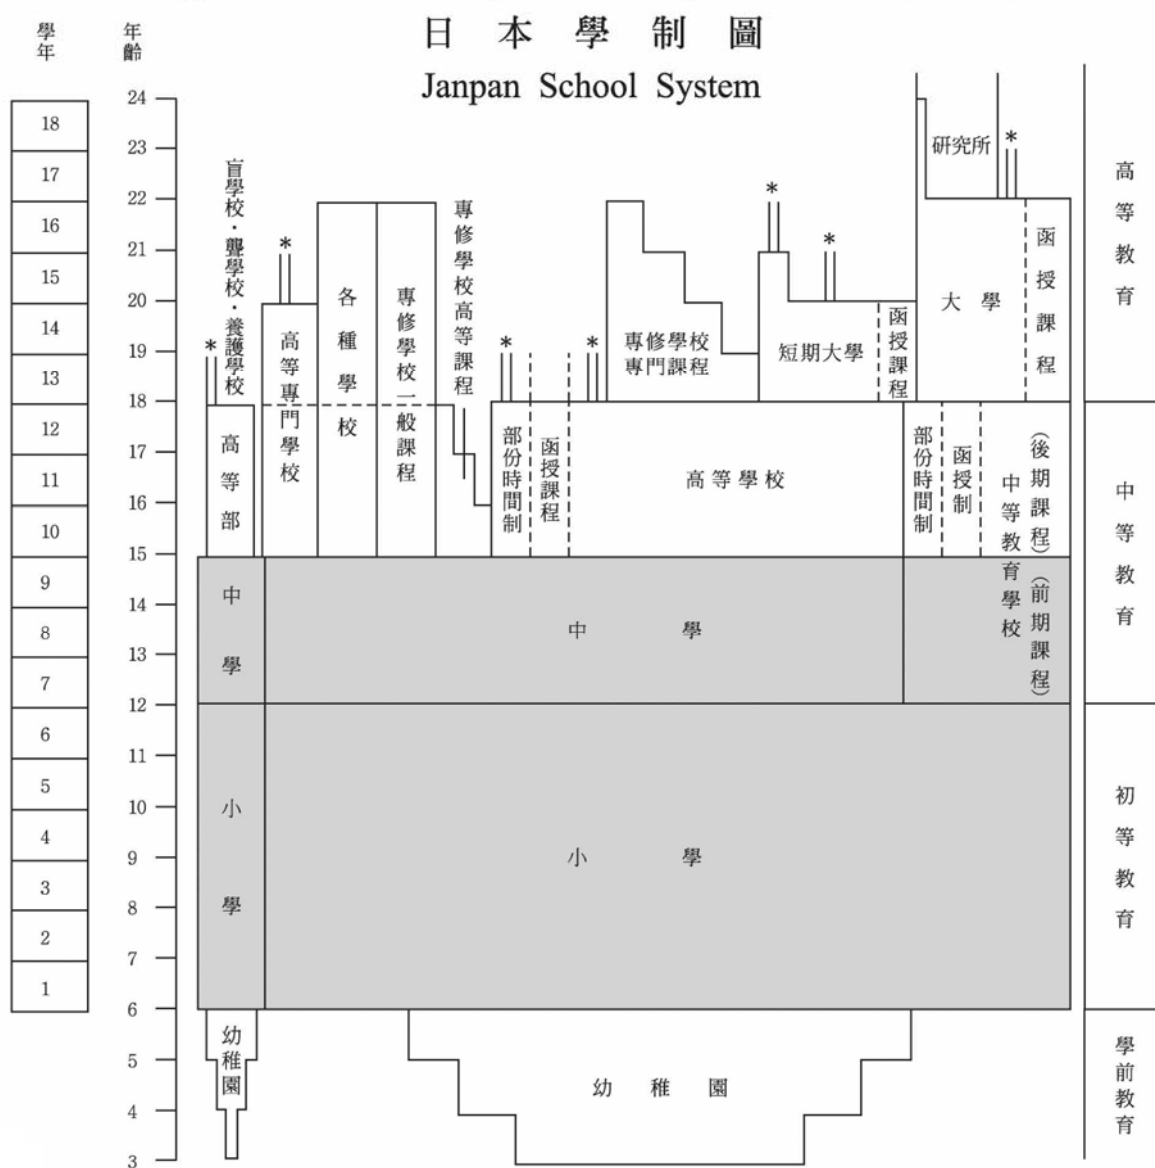 日本學制圖
Janpan School System
學年
年齡
18
17
16
15
14
13
12
11
10
9
8
7
6
5
4
3
2
1
24
23
22
21
20
19
18
17
16
15
14
13
12
11
10
9
8
7
6
5
4
3
盲學校・聾學校・養護學校
*
高等部
中學
小學
幼稚園
*
高等專門學校
各種學校
專修學校一般課程
專修學校高等課程
*
部份時間制
函授課程
*
專修學校
專門課程
*
*
短期大學
函授課程
研究所
*
大學
函授課程
高等學校
部份時間制
函授制
中等教育學校
(後期課程)(前期課程)
中學
小學
幼稚園
高等教育
中等教育
初等教育
學前教育